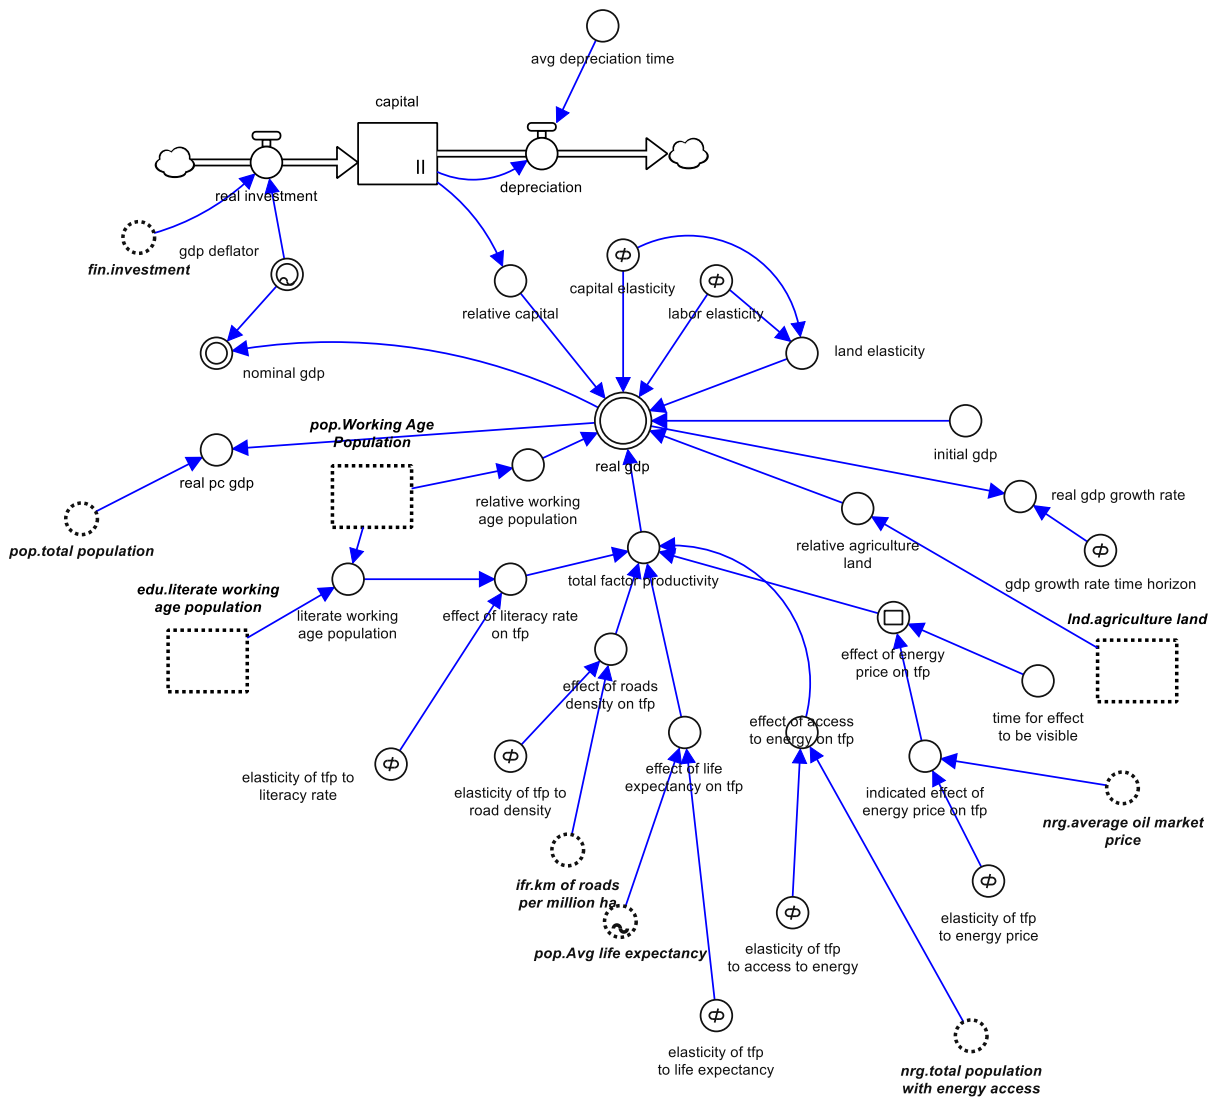 avg depreciation time
capital
depreciation
real investment
gdp deflator
fin.investment
capital elasticity
relative capital
labor elasticity
land elasticity
nominal gdp
pop.Working Age
Population
initial gdp
real gdp
real pc gdp
relative working
age population
real gdp growth rate
pop.total population
relative agriculture
land
gdp growth rate time horizon
total factor productivity
edu.literate working
age population
literate working
age population
effect of literacy rate
on tfp
lnd.agriculture land
effect of energy
price on tfp
effect of roads
density on tfp
time for effect
to be visible
effect of access
to energy on tfp
effect of life
expectancy on tfp
elasticity of tfp to
literacy rate
elasticity of tfp to
road density
indicated effect of
energy price on tfp
nrg.average oil market
price
ifr.km of roads
per million ha
elasticity of tfp
to energy price
pop.Avg life expectancy
elasticity of tfp
to access to energy
elasticity of tfp
to life expectancy
nrg.total population
with energy access